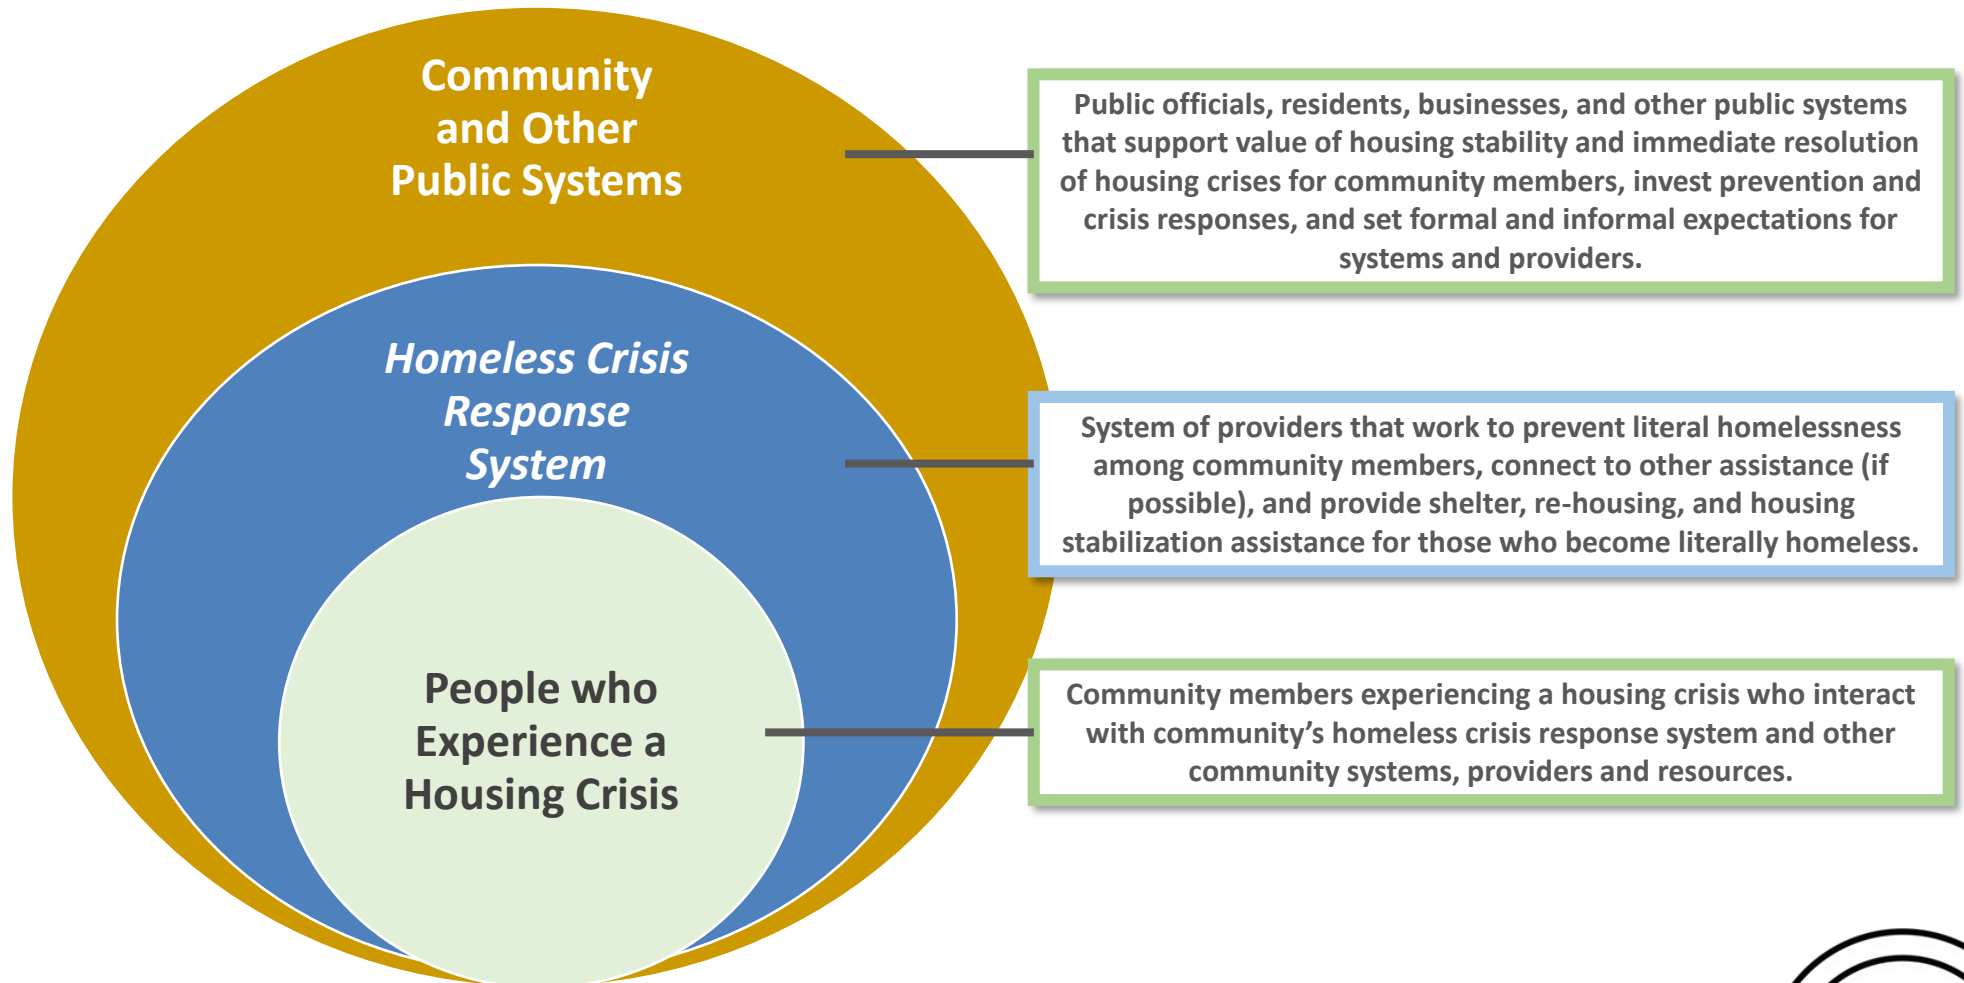 Community
and Other
Public Systems
Public officials, residents, businesses, and other public systems
that support value of housing stability and immediate resolution
of housing crises for community members, invest prevention and
crisis responses, and set formal and informal expectations for
systems and providers.
Homeless Crisis
Response
System
System of providers that work to prevent literal homelessness
among community members, connect to other assistance (if
possible), and provide shelter, re-housing, and housing
stabilization assistance for those who become literally homeless.
People who
Experience a
Housing Crisis
Community members experiencing a housing crisis who interact
with community’s homeless crisis response system and other
community systems, providers and resources.